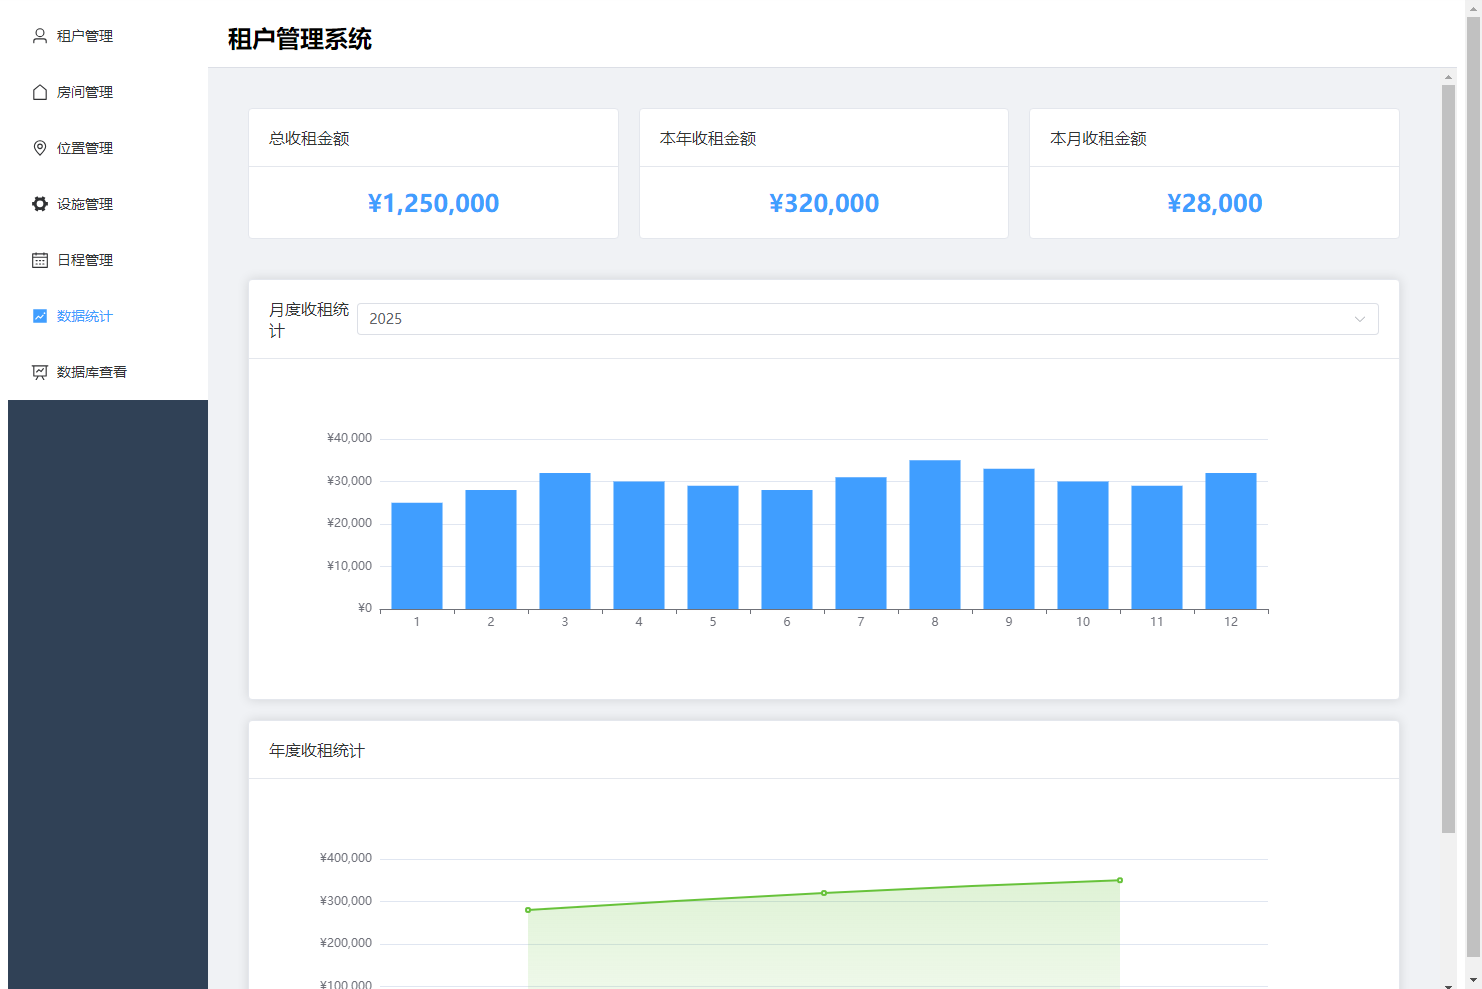 租户管理
房间管理
位置管理
设施管理
日程管理
数据统计
数据库查看
租户管理系统
总收租金额
¥1,250,000
本年收租金额
¥320,000
本月收租金额
¥28,000
月度收租统
计
2025
¥40,000
¥30,000
¥20,000
¥10,000
¥0
1 2 3 4 5 6 7 8 9 10 11 12
年度收租统计
¥400,000
¥300,000
¥200,000
¥100,000